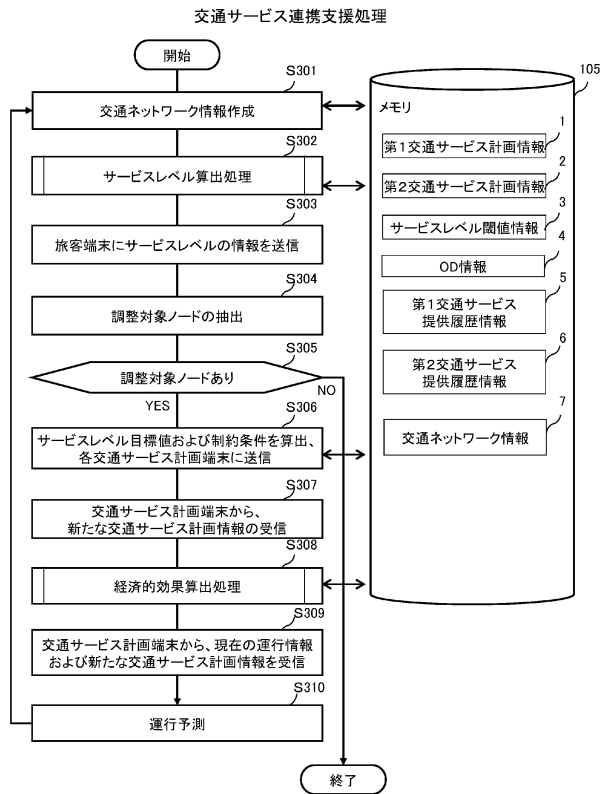 交通サービス連携支援処理
開始
S301
交通ネットワーク情報作成
S302
サービスレベル算出処理
S303
旅客端末にサービスレベルの情報を送信
S304
調整対象ノードの抽出
S305
調整対象ノードあり
NO
YES
S306
サービスレベル目標値および制約条件を算出、
各交通サービス計画端末に送信
S307
交通サービス計画端末から、
新たな交通サービス計画情報の受信
S308
経済的効果算出処理
S309
交通サービス計画端末から、現在の運行情報
および新たな交通サービス計画情報を受信
S310
運行予測
終了
105
メモリ
1
第1交通サービス計画情報
2
第2交通サービス計画情報
3
サービスレベル閾値情報
4
OD情報
5
第1交通サービス
提供履歴情報
6
第2交通サービス
提供履歴情報
7
交通ネットワーク情報